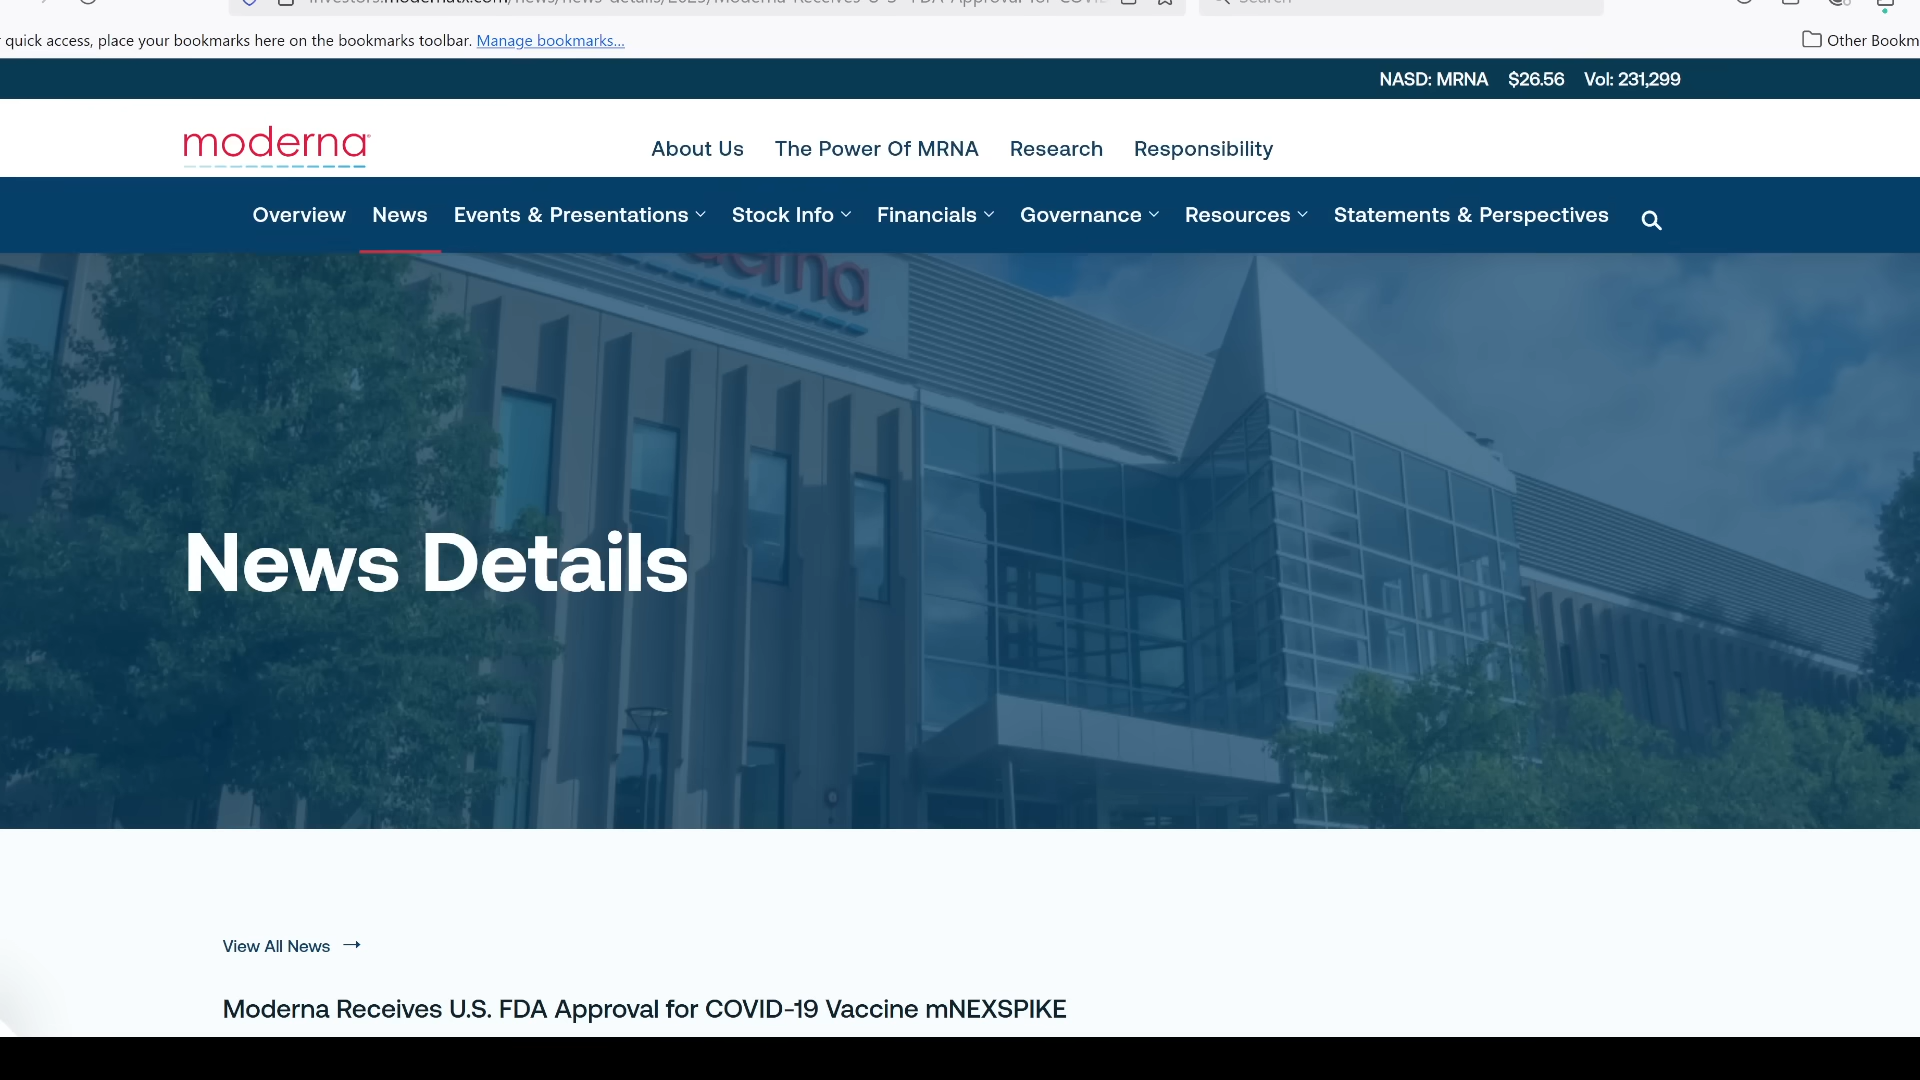 quick access, place your bookmarks here on the bookmarks toolbar. Manage bookmarks...
Other Bookm
NASD: MRNA $26.56 Vol: 231,299
moderna
About Us The Power Of MRNA Research Responsibility
Overview News Events & Presentations Stock Info Financials Governance Resources Statements & Perspectives
News Details
View All News →
Moderna Receives U.S. FDA Approval for COVID-19 Vaccine mNEXSPIKE